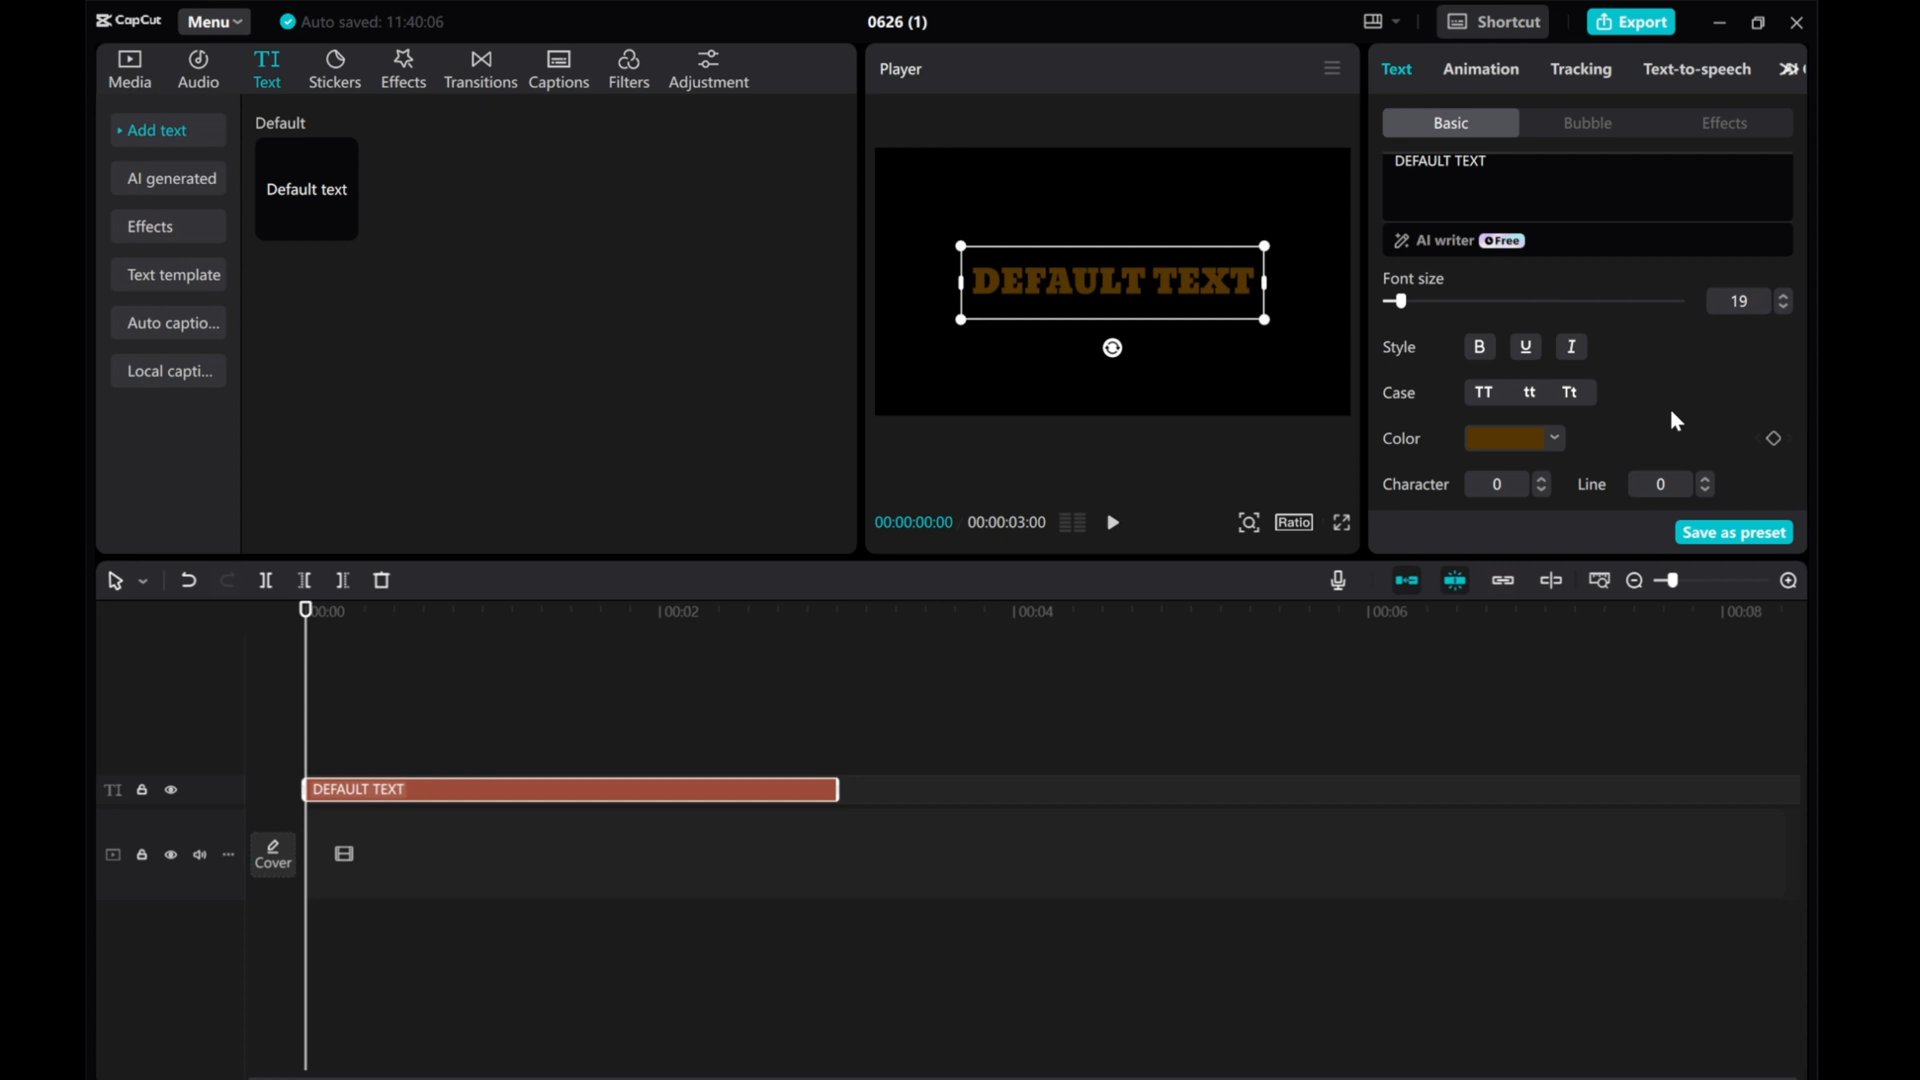 CapCut Menu Auto saved: 11:40:06 0626 (1) Shortcut Export
Media Audio Text Stickers Effects Transitions Captions Filters Adjustment
Add text
AI generated
Effects
Text template
Auto captio...
Local capti...
Default
Default text
Player
DEFAULT TEXT
00:00:00:00 00:00:03:00 Ratio
Text Animation Tracking Text-to-speech
Basic Bubble Effects
DEFAULT TEXT
AI writer Free
Font size
19
Style B U I
Case TT tt Tt
Color
Character 0 Line 0
Save as preset
00:00 00:02 00:04 00:06 00:08
TI DEFAULT TEXT
Cover